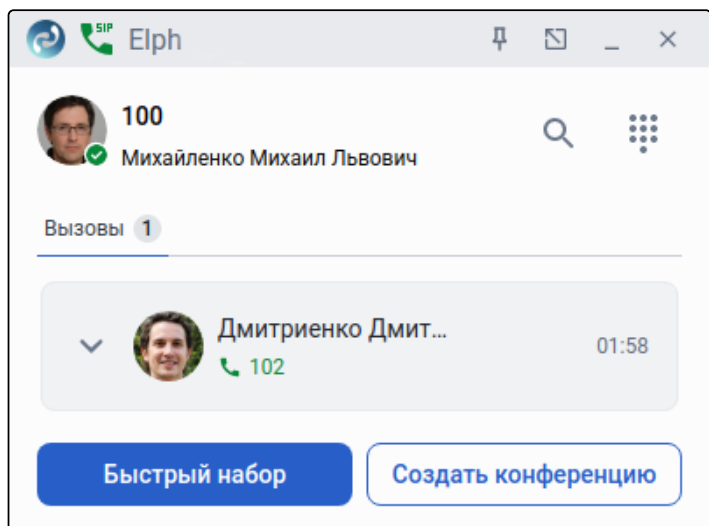 SIP
Elph
100
Михайленко Михаил Львович
Вызовы 1
Дмитриенко Дмит...
102
01:58
Быстрый набор
Создать конференцию